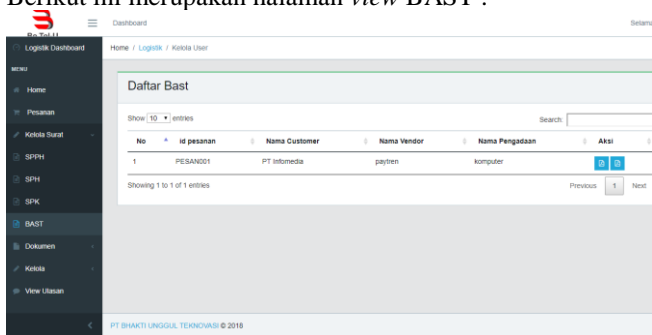 Berikut ini merupakan halaman view BAST :
Dashboard
Home / Logistik / Kelola User
Logistik Dashboard
MENU
Home
Pesanan
Kelola Surat
SPPH
SPH
SPK
BAST
Dokumen
Kelola
View Ulasan
Daftar Bast
Show 10 entries
Search:
No Id pesanan Nama Customer Nama Vendor Nama Pengadaan Aksi
1 PESAN001 PT Infomedia paytren komputer
Showing 1 to 1 of 1 entries
Previous 1 Next
PT BHAKTI UNGGUL TEKNOVASI © 2018